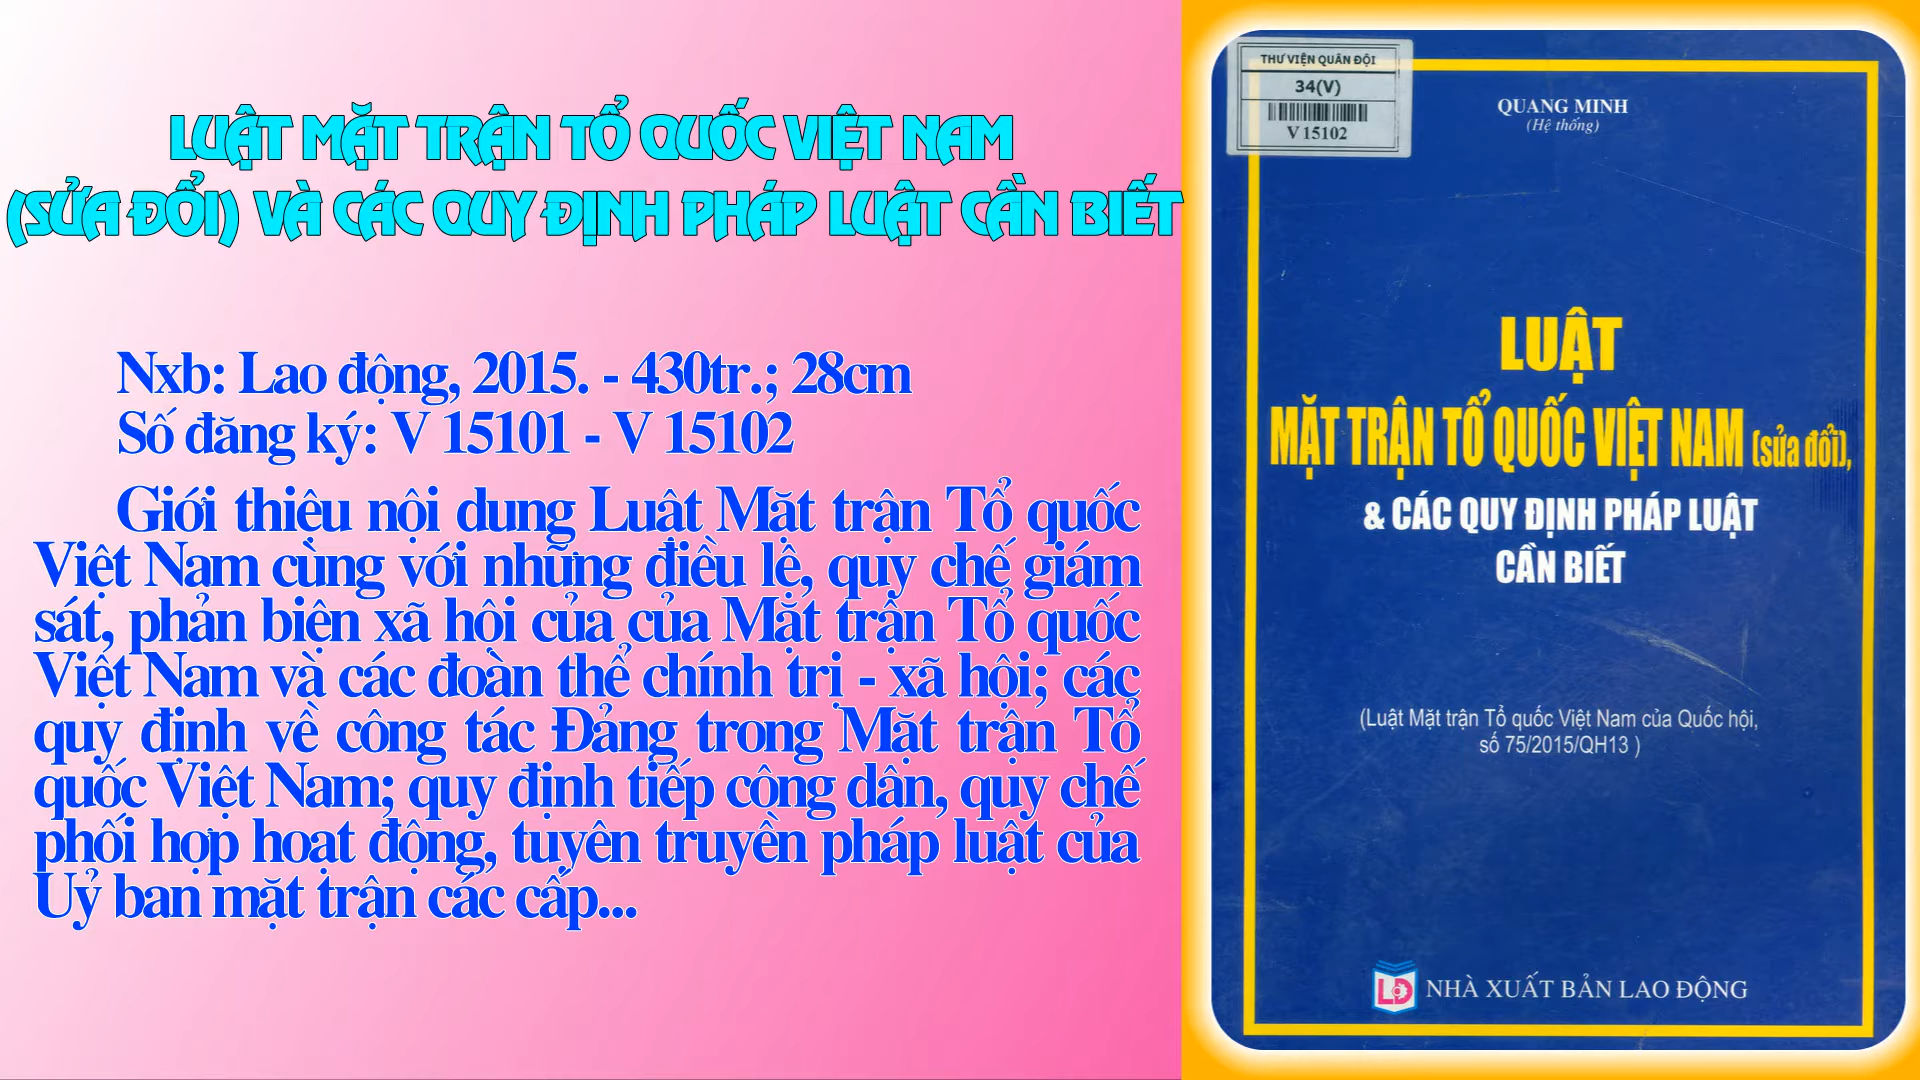 LUẬT MẶT TRẬN TỔ QUỐC VIỆT NAM
(SỬA ĐỔI) VÀ CÁC QUY ĐỊNH PHÁP LUẬT CẦN BIẾT
Nxb: Lao động, 2015. - 430tr.; 28cm
Số đăng ký: V 15101 - V 15102
Giới thiệu nội dung Luật Mặt trận Tổ quốc
Việt Nam cùng với những điều lệ, quy chế giám
sát, phản biện xã hội của của Mặt trận Tổ quốc
Việt Nam và các đoàn thể chính trị - xã hội; các
quy định về công tác Đảng trong Mặt trận Tổ
quốc Việt Nam; quy định tiếp công dân, quy chế
phối hợp hoạt động, tuyên truyền pháp luật của
Uỷ ban mặt trận các cấp...
THƯ VIỆN QUÂN ĐỘI
34(V)
V 15102
QUANG MINH
(Hệ thống)
LUẬT
MẶT TRẬN TỔ QUỐC VIỆT NAM (sửa đổi),
& CÁC QUY ĐỊNH PHÁP LUẬT
CẦN BIẾT
(Luật Mặt trận Tổ quốc Việt Nam của Quốc hội,
số 75/2015/QH13 )
LĐ NHÀ XUẤT BẢN LAO ĐỘNG